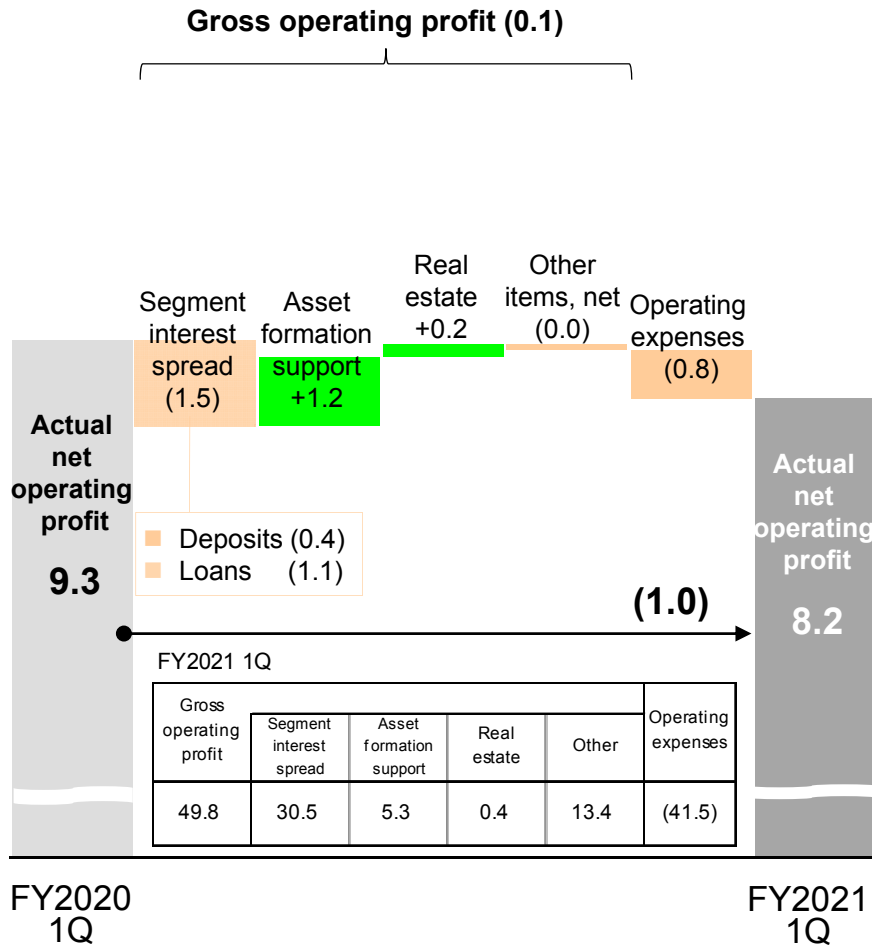 Gross operating profit (0.1)
Segment
interest
spread
(1.5)
Asset
formation
support
+1.2
Real
estate
+0.2
Other
items, net
(0.0)
Operating
expenses
(0.8)
Actual
net
operating
profit
9.3
Deposits (0.4)
Loans (1.1)
(1.0)
Actual
net
operating
profit
8.2
FY2021 1Q
Gross
operating
profit
Segment
interest
spread
Asset
formation
support
Real
estate
Other
Operating
expenses
49.8 30.5 5.3 0.4 13.4 (41.5)
FY2020
1Q
FY2021
1Q